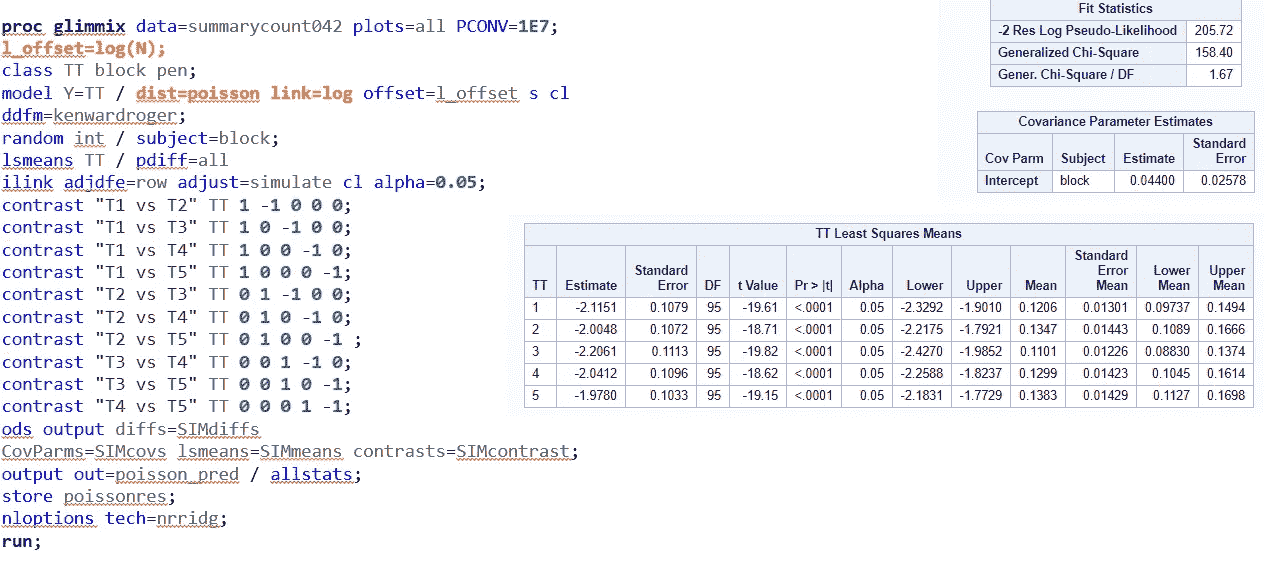 proc glimmix data=summarycount042 plots=all PCONV=1E7;
l_offset=log(N);
class TT block pen;
model Y=TT / dist=poisson link=log offset=l_offset s cl
ddfm=kenwardroger;
random int / subject=block;
lsmeans TT / pdiff=all
ilink adjdfe=row adjust=simulate cl alpha=0.05;
contrast "T1 vs T2" TT 1 -1 0 0 0;
contrast "T1 vs T3" TT 1 0 -1 0 0;
contrast "T1 vs T4" TT 1 0 0 -1 0;
contrast "T1 vs T5" TT 1 0 0 0 -1;
contrast "T2 vs T3" TT 0 1 -1 0 0;
contrast "T2 vs T4" TT 0 1 0 -1 0;
contrast "T2 vs T5" TT 0 1 0 0 -1 ;
contrast "T3 vs T4" TT 0 0 1 -1 0;
contrast "T3 vs T5" TT 0 0 1 0 -1;
contrast "T4 vs T5" TT 0 0 0 1 -1;
ods output diffs=SIMdiffs
CovParms=SIMcovs lsmeans=SIMmeans contrasts=SIMcontrast;
output out=poisson_pred / allstats;
store poissonres;
nloptions tech=nrridg;
run;
Fit Statistics
-2 Res Log Pseudo-Likelihood 205.72
Generalized Chi-Square 158.40
Gener. Chi-Square / DF 1.67
Covariance Parameter Estimates
Cov Parm Subject Estimate Standard Error
Intercept block 0.04400 0.02578
TT Least Squares Means
TT Estimate Standard Error DF t Value Pr > |t| Alpha Lower Upper Mean Standard Error Mean Lower Mean Upper Mean
1 -2.1151 0.1079 95 -19.61 <.0001 0.05 -2.3292 -1.9010 0.1206 0.01301 0.09737 0.1494
2 -2.0048 0.1072 95 -18.71 <.0001 0.05 -2.2175 -1.7921 0.1347 0.01443 0.1089 0.1666
3 -2.2061 0.1113 95 -19.82 <.0001 0.05 -2.4270 -1.9852 0.1101 0.01226 0.08830 0.1374
4 -2.0412 0.1096 95 -18.62 <.0001 0.05 -2.2588 -1.8237 0.1299 0.01423 0.1045 0.1614
5 -1.9780 0.1033 95 -19.15 <.0001 0.05 -2.1831 -1.7729 0.1383 0.01429 0.1127 0.1698